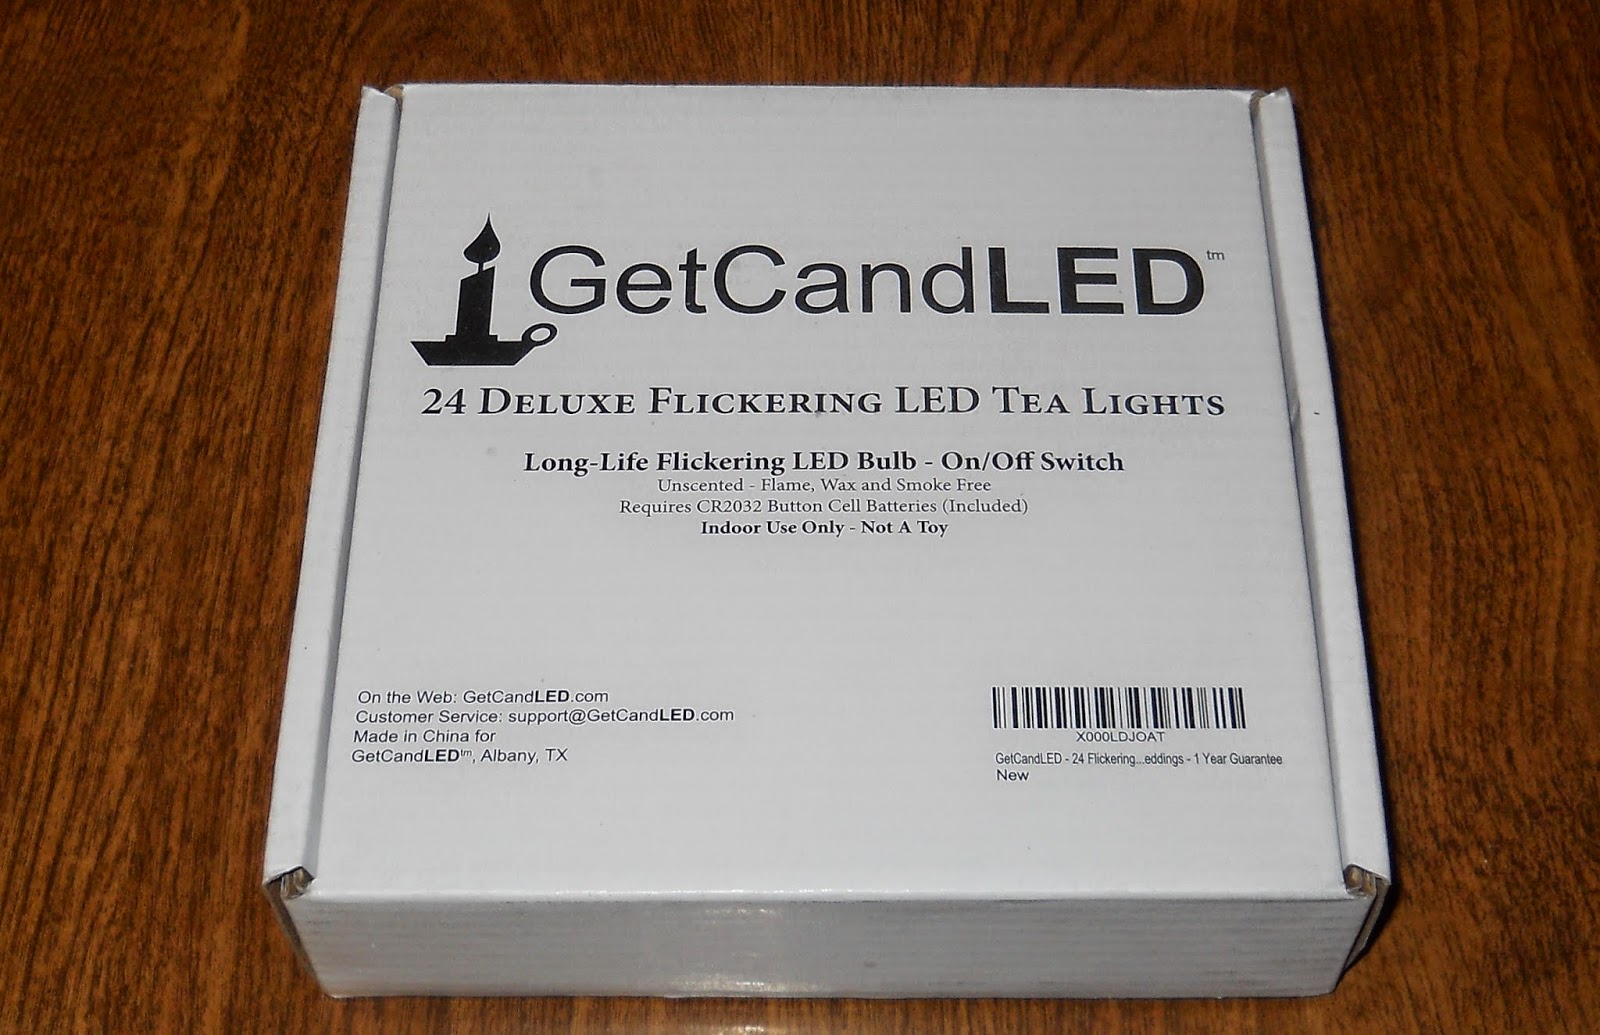 GetCandLED™
24 Deluxe Flickering LED Tea Lights
Long-Life Flickering LED Bulb - On/Off Switch
Unscented - Flame, Wax and Smoke Free
Requires CR2032 Button Cell Batteries (Included)
Indoor Use Only - Not A Toy
On the Web: GetCandLED.com
Customer Service: support@GetCandLED.com
Made in China for
GetCandLED™, Albany, TX
X000LDJOAT
GetCandLED - 24 Flickering...eddings - 1 Year Guarantee
New